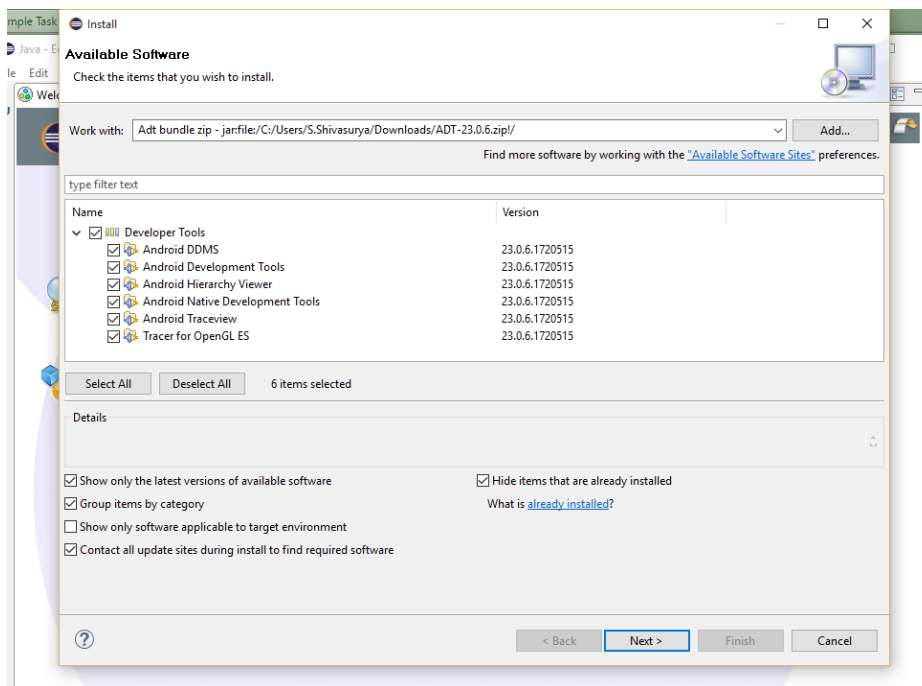 mple Task
Install
Java - E
Available Software
le Edit
Check the items that you wish to install.
Welc
Work with: Adt bundle zip - jar:file:/C:/Users/S.Shivasurya/Downloads/ADT-23.0.6.zip!/ Add...
Find more software by working with the "Available Software Sites" preferences.
type filter text
Name Version
Developer Tools
Android DDMS 23.0.6.1720515
Android Development Tools 23.0.6.1720515
Android Hierarchy Viewer 23.0.6.1720515
Android Native Development Tools 23.0.6.1720515
Android Traceview 23.0.6.1720515
Tracer for OpenGL ES 23.0.6.1720515
Select All Deselect All 6 items selected
Details
Show only the latest versions of available software Hide items that are already installed
Group items by category What is already installed?
Show only software applicable to target environment
Contact all update sites during install to find required software
? < Back Next > Finish Cancel